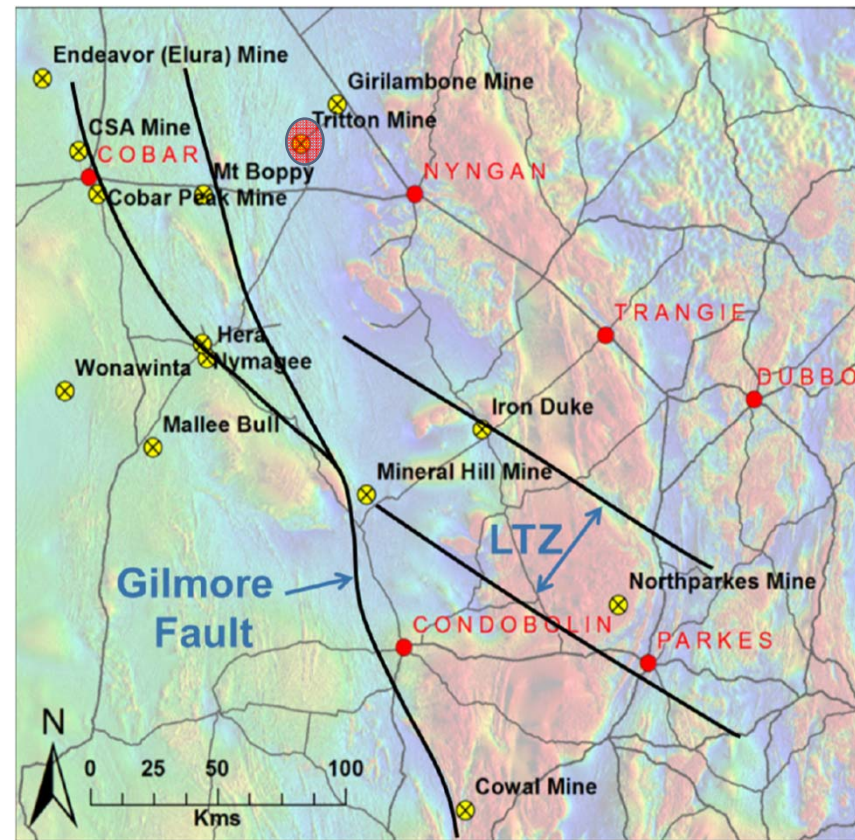 Endeavor (Elura) Mine
Girilambone Mine
Tritton Mine
CSA Mine
COBAR
Mt Boppy
NYNGAN
Cobar Peak Mine
TRANGIE
Hera
Nymagee
Wonawinta
DUBBO
Iron Duke
Mallee Bull
Mineral Hill Mine
LTZ
Gilmore
Fault
Northparkes Mine
CONDOBOLIN
PARKES
N
0 25 50 100
Kms
Cowal Mine